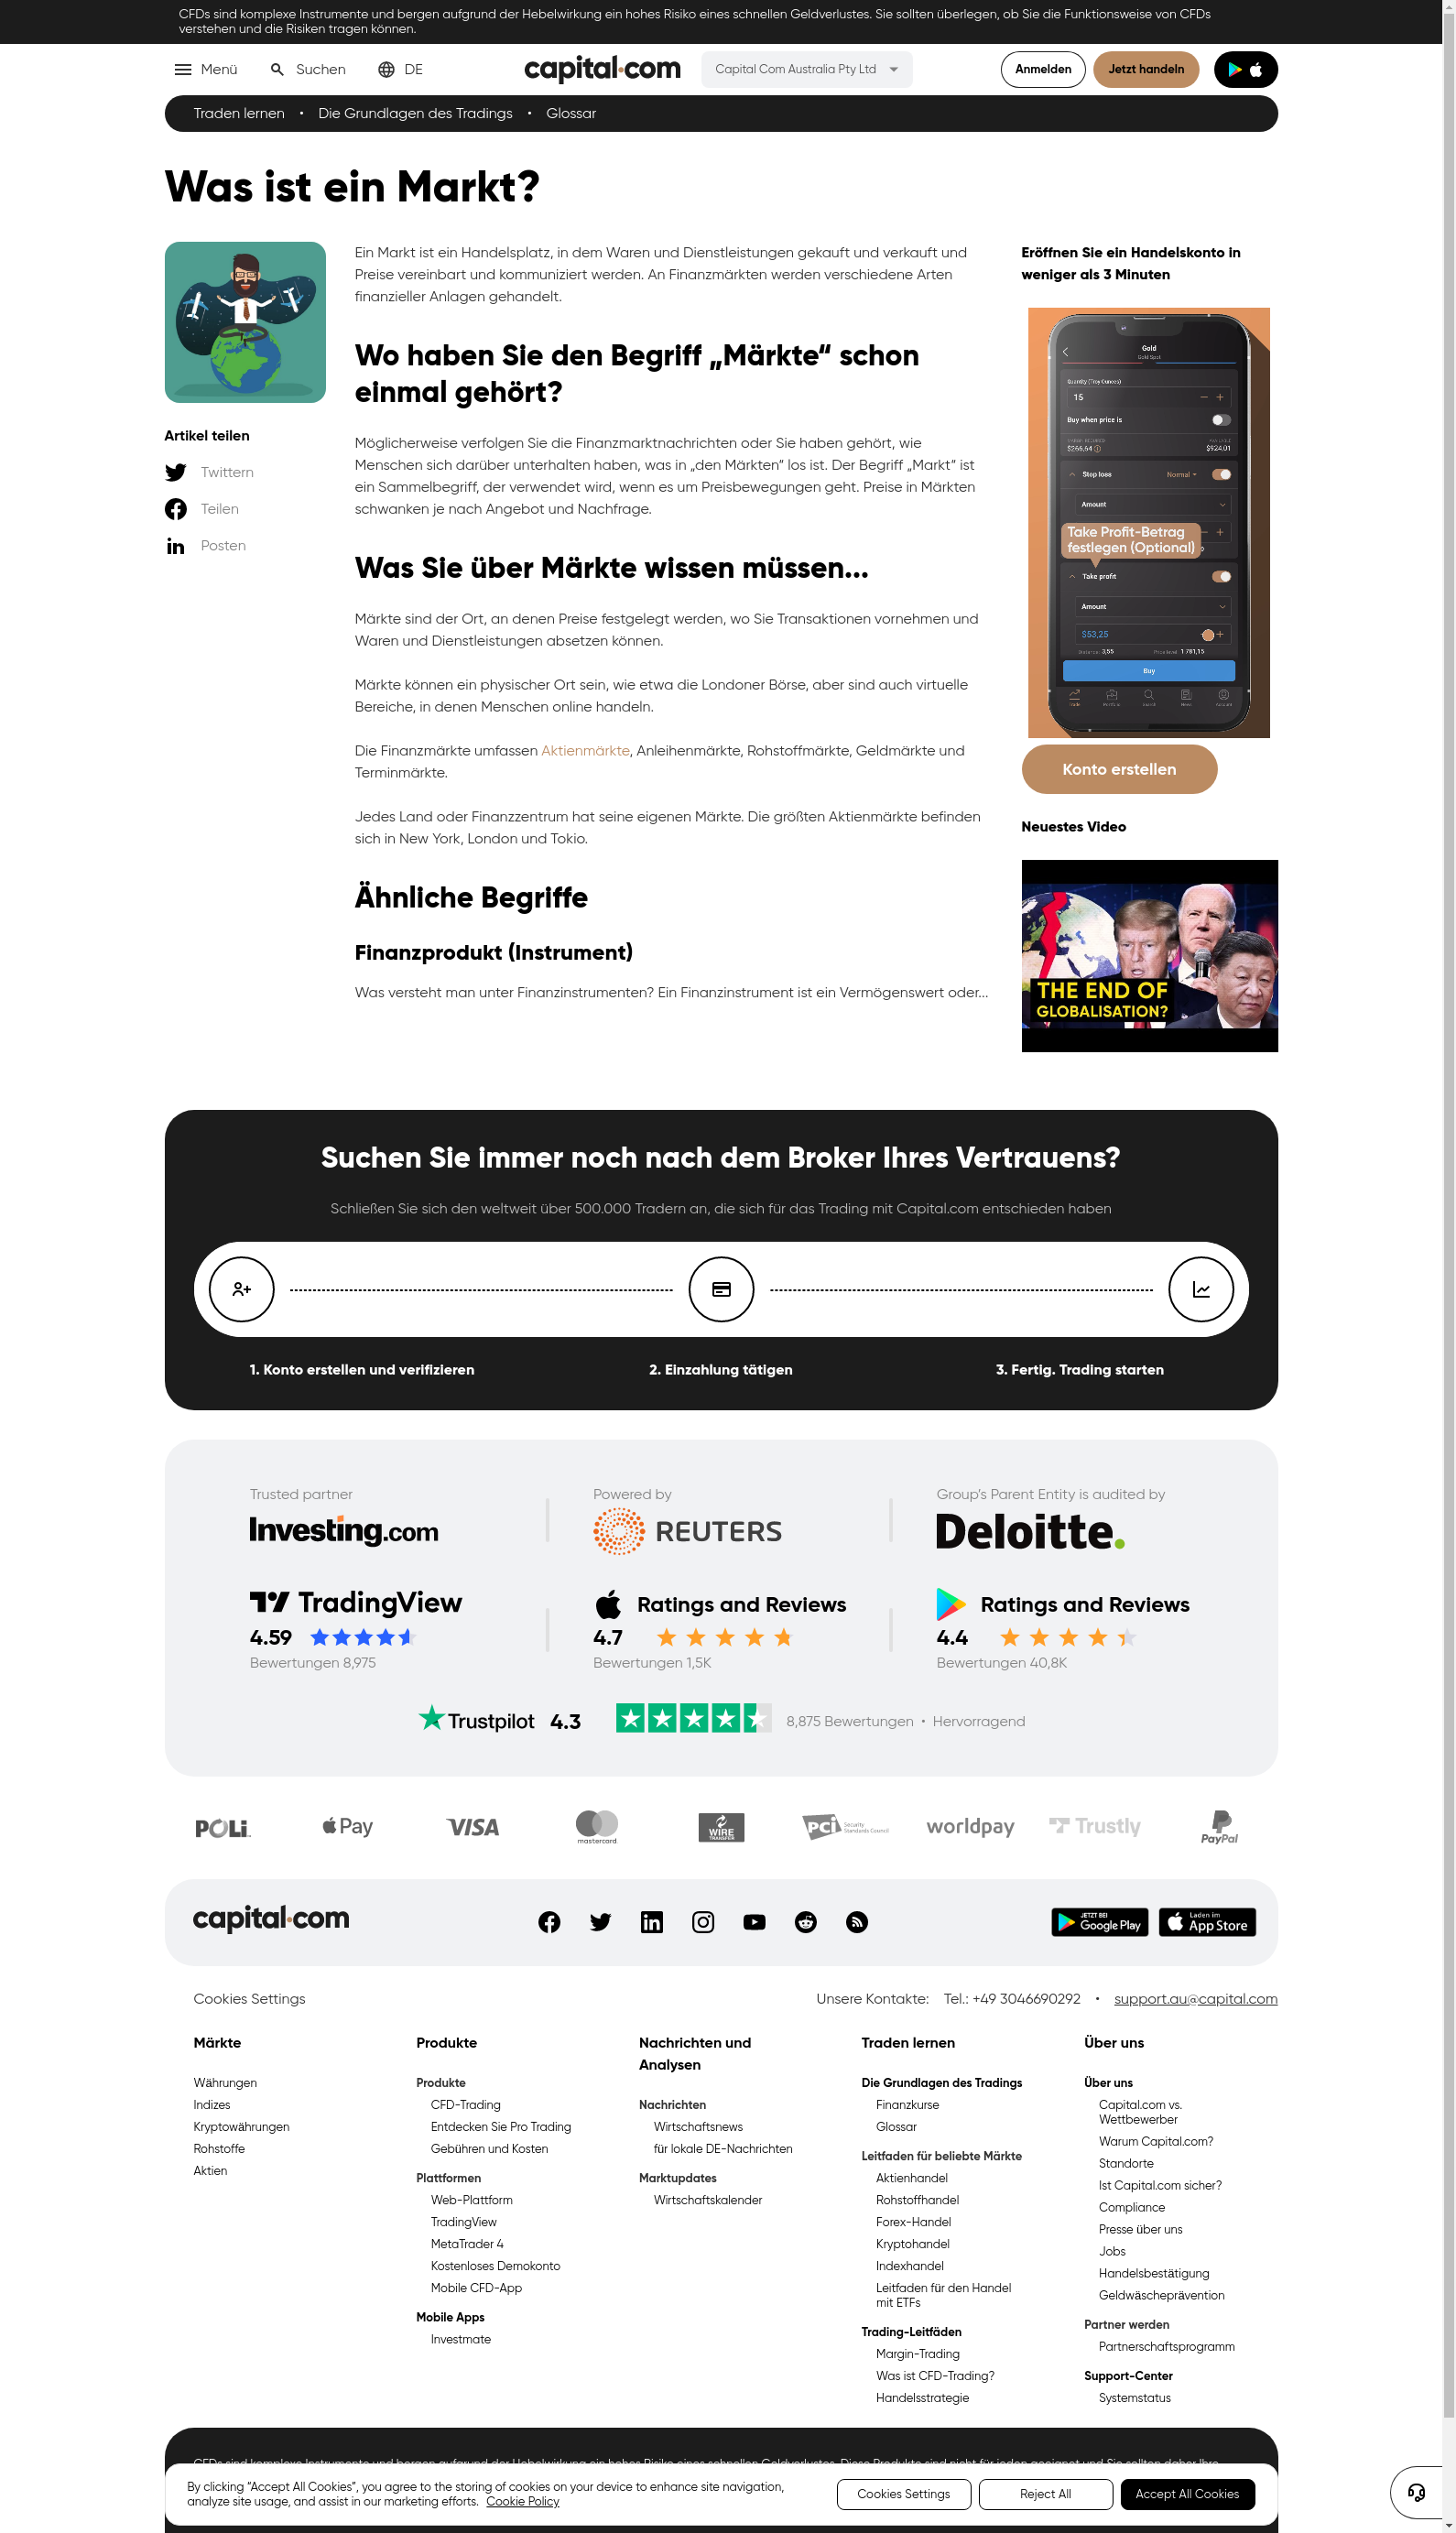 CFDs sind komplexe Instrumente und bergen aufgrund der Hebelwirkung ein hohes Risiko eines schnellen Geldverlustes. Sie sollten überlegen, ob Sie die Funktionsweise von CFDs
verstehen und die Risiken tragen können.
Menü
Suchen
DE
capital.com
Capital Com Australia Pty Ltd
Anmelden
Jetzt handeln
Traden lernen • Die Grundlagen des Tradings • Glossar
Was ist ein Markt?
Artikel teilen
Twittern
Teilen
Posten
Ein Markt ist ein Handelsplatz, in dem Waren und Dienstleistungen gekauft und verkauft und
Preise vereinbart und kommuniziert werden. An Finanzmärkten werden verschiedene Arten
finanzieller Anlagen gehandelt.
Wo haben Sie den Begriff „Märkte“ schon
einmal gehört?
Möglicherweise verfolgen Sie die Finanzmarktnachrichten oder Sie haben gehört, wie
Menschen sich darüber unterhalten haben, was in „den Märkten“ los ist. Der Begriff „Markt“ ist
ein Sammelbegriff, der verwendet wird, wenn es um Preisbewegungen geht. Preise in Märkten
schwanken je nach Angebot und Nachfrage.
Was Sie über Märkte wissen müssen...
Märkte sind der Ort, an denen Preise festgelegt werden, wo Sie Transaktionen vornehmen und
Waren und Dienstleistungen absetzen können.
Märkte können ein physischer Ort sein, wie etwa die Londoner Börse, aber sind auch virtuelle
Bereiche, in denen Menschen online handeln.
Die Finanzmärkte umfassen Aktienmärkte, Anleihenmärkte, Rohstoffmärkte, Geldmärkte und
Terminmärkte.
Jedes Land oder Finanzzentrum hat seine eigenen Märkte. Die größten Aktienmärkte befinden
sich in New York, London und Tokio.
Ähnliche Begriffe
Finanzprodukt (Instrument)
Was versteht man unter Finanzinstrumenten? Ein Finanzinstrument ist ein Vermögenswert oder...
Eröffnen Sie ein Handelskonto in
weniger als 3 Minuten
Gold
Gold Spot
Quantity (Troy Ounces)
15
Buy when price is
$266,64
$924,01
Stop loss
Normal
Amount
Take Profit-Betrag
festlegen (Optional)
Take profit
Amount
$53,25
Distance: 3,55
Price level: 1 781,15
Buy
Konto erstellen
Neuestes Video
THE END OF
GLOBALISATION?
Suchen Sie immer noch nach dem Broker Ihres Vertrauens?
Schließen Sie sich den weltweit über 500.000 Tradern an, die sich für das Trading mit Capital.com entschieden haben
1. Konto erstellen und verifizieren
2. Einzahlung tätigen
3. Fertig. Trading starten
Trusted partner
Investing.com
Powered by
REUTERS
Group's Parent Entity is audited by
Deloitte.
TradingView
4.59
Bewertungen 8,975
Ratings and Reviews
4.7
Bewertungen 1,5K
Ratings and Reviews
4.4
Bewertungen 40,8K
Trustpilot 4.3
8,875 Bewertungen • Hervorragend
POLi
Pay
VISA
mastercard
WIRE
TRANSFER
PCI Security
Standards Council
worldpay
Trustly
PayPal
capital.com
JETZT BEI
Google Play
Laden im
App Store
Cookies Settings
Unsere Kontakte: Tel.: +49 3046690292 • support.au@capital.com
Märkte
Währungen
Indizes
Kryptowährungen
Rohstoffe
Aktien
Produkte
Produkte
CFD-Trading
Entdecken Sie Pro Trading
Gebühren und Kosten
Plattformen
Web-Plattform
TradingView
MetaTrader 4
Kostenloses Demokonto
Mobile CFD-App
Mobile Apps
Investmate
Nachrichten und
Analysen
Nachrichten
Wirtschaftsnews
für lokale DE-Nachrichten
Marktupdates
Wirtschaftskalender
Traden lernen
Die Grundlagen des Tradings
Finanzkurse
Glossar
Leitfaden für beliebte Märkte
Aktienhandel
Rohstoffhandel
Forex-Handel
Kryptohandel
Indexhandel
Leitfaden für den Handel
mit ETFs
Trading-Leitfäden
Margin-Trading
Was ist CFD-Trading?
Handelsstrategie
Über uns
Über uns
Capital.com vs.
Wettbewerber
Warum Capital.com?
Standorte
Ist Capital.com sicher?
Compliance
Presse über uns
Jobs
Handelsbestätigung
Geldwäscheprävention
Partner werden
Partnerschaftsprogramm
Support-Center
Systemstatus
By clicking “Accept All Cookies”, you agree to the storing of cookies on your device to enhance site navigation,
analyze site usage, and assist in our marketing efforts. Cookie Policy
Cookies Settings
Reject All
Accept All Cookies